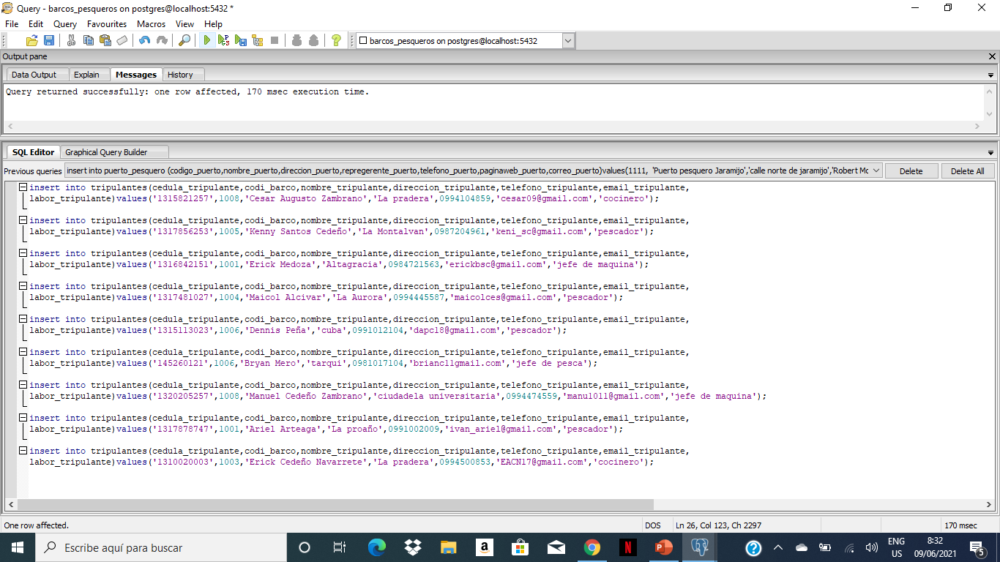 Query - barcos_pesqueros on postgres@localhost:5432 *
File Edit Query Favourites Macros View Help
barcos_pesqueros on postgres@localhost:5432
Output pane
Data Output Explain Messages History
Query returned successfully: one row affected, 170 msec execution time.
SQL Editor Graphical Query Builder
Previous queries insert into puerto_pesquero (codigo_puerto,nombre_puerto,direccion_puerto,repregerente_puerto,telefono_puerto,paginaweb_puerto,correo_puerto)values(1111, 'Puerto pesquero Jaramijo','calle norte de jaramijo','Robert Mc Delete Delete All
insert into tripulantes(cedula_tripulante,codi_barco,nombre_tripulante,direccion_tripulante,telefono_tripulante,email_tripulante,
labor_tripulante)values('1315821257',1008,'Cesar Augusto Zambrano','La pradera',0994104859,'cesar09@gmail.com','cocinero');
insert into tripulantes(cedula_tripulante,codi_barco,nombre_tripulante,direccion_tripulante,telefono_tripulante,email_tripulante,
labor_tripulante)values('1317856253',1005,'Kenny Santos Cedeño','La Montalvan',0987204961,'keni_sc@gmail.com','pescador');
insert into tripulantes(cedula_tripulante,codi_barco,nombre_tripulante,direccion_tripulante,telefono_tripulante,email_tripulante,
labor_tripulante)values('1316842151',1001,'Erick Medoza','Altagracia',0984721563,'erickbsc@gmail.com','jefe de maquina');
insert into tripulantes(cedula_tripulante,codi_barco,nombre_tripulante,direccion_tripulante,telefono_tripulante,email_tripulante,
labor_tripulante)values('1317481027',1004,'Maicol Alcivar','La Aurora',0994445587,'maicolces@gmail.com','pescador');
insert into tripulantes(cedula_tripulante,codi_barco,nombre_tripulante,direccion_tripulante,telefono_tripulante,email_tripulante,
labor_tripulante)values('1315113023',1006,'Dennis Peña','cuba',0991012104,'dapc18@gmail.com','pescador');
insert into tripulantes(cedula_tripulante,codi_barco,nombre_tripulante,direccion_tripulante,telefono_tripulante,email_tripulante,
labor_tripulante)values('145260121',1006,'Bryan Mero','tarqui',0981017104,'brianc11gmail.com','jefe de pesca');
insert into tripulantes(cedula_tripulante,codi_barco,nombre_tripulante,direccion_tripulante,telefono_tripulante,email_tripulante,
labor_tripulante)values('1320205257',1008,'Manuel Cedeño Zambrano','ciudadela universitaria',0994474559,'manu1011@gmail.com','jefe de maquina');
insert into tripulantes(cedula_tripulante,codi_barco,nombre_tripulante,direccion_tripulante,telefono_tripulante,email_tripulante,
labor_tripulante)values('1317878747',1001,'Ariel Arteaga','La proaño',0991002009,'ivan_ariel@gmail.com','pescador');
insert into tripulantes(cedula_tripulante,codi_barco,nombre_tripulante,direccion_tripulante,telefono_tripulante,email_tripulante,
labor_tripulante)values('1310020003',1003,'Erick Cedeño Navarrete','La pradera',0994500853,'EACN17@gmail.com','cocinero');
One row affected. DOS Ln 26, Col 123, Ch 2297 170 msec
Escribe aquí para buscar
ENG 8:32
US 09/06/2021 5